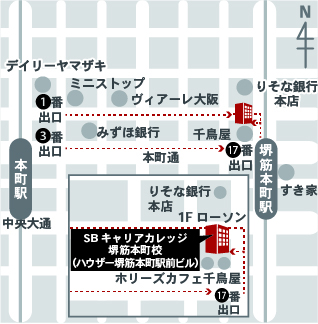 N
デイリーヤマザキ
ミニストップ
りそな銀行
本店
1番
出口
ヴィアーレ大阪
3番
出口
みずほ銀行
千鳥屋
本町通
17番
出口
本町駅
堺筋本町駅
すき家
りそな銀行
本店
中央大通
1F ローソン
SB キャリアカレッジ
堺筋本町校
(ハウザー堺筋本町駅前ビル)
ホリーズカフェ千鳥屋
17番
出口